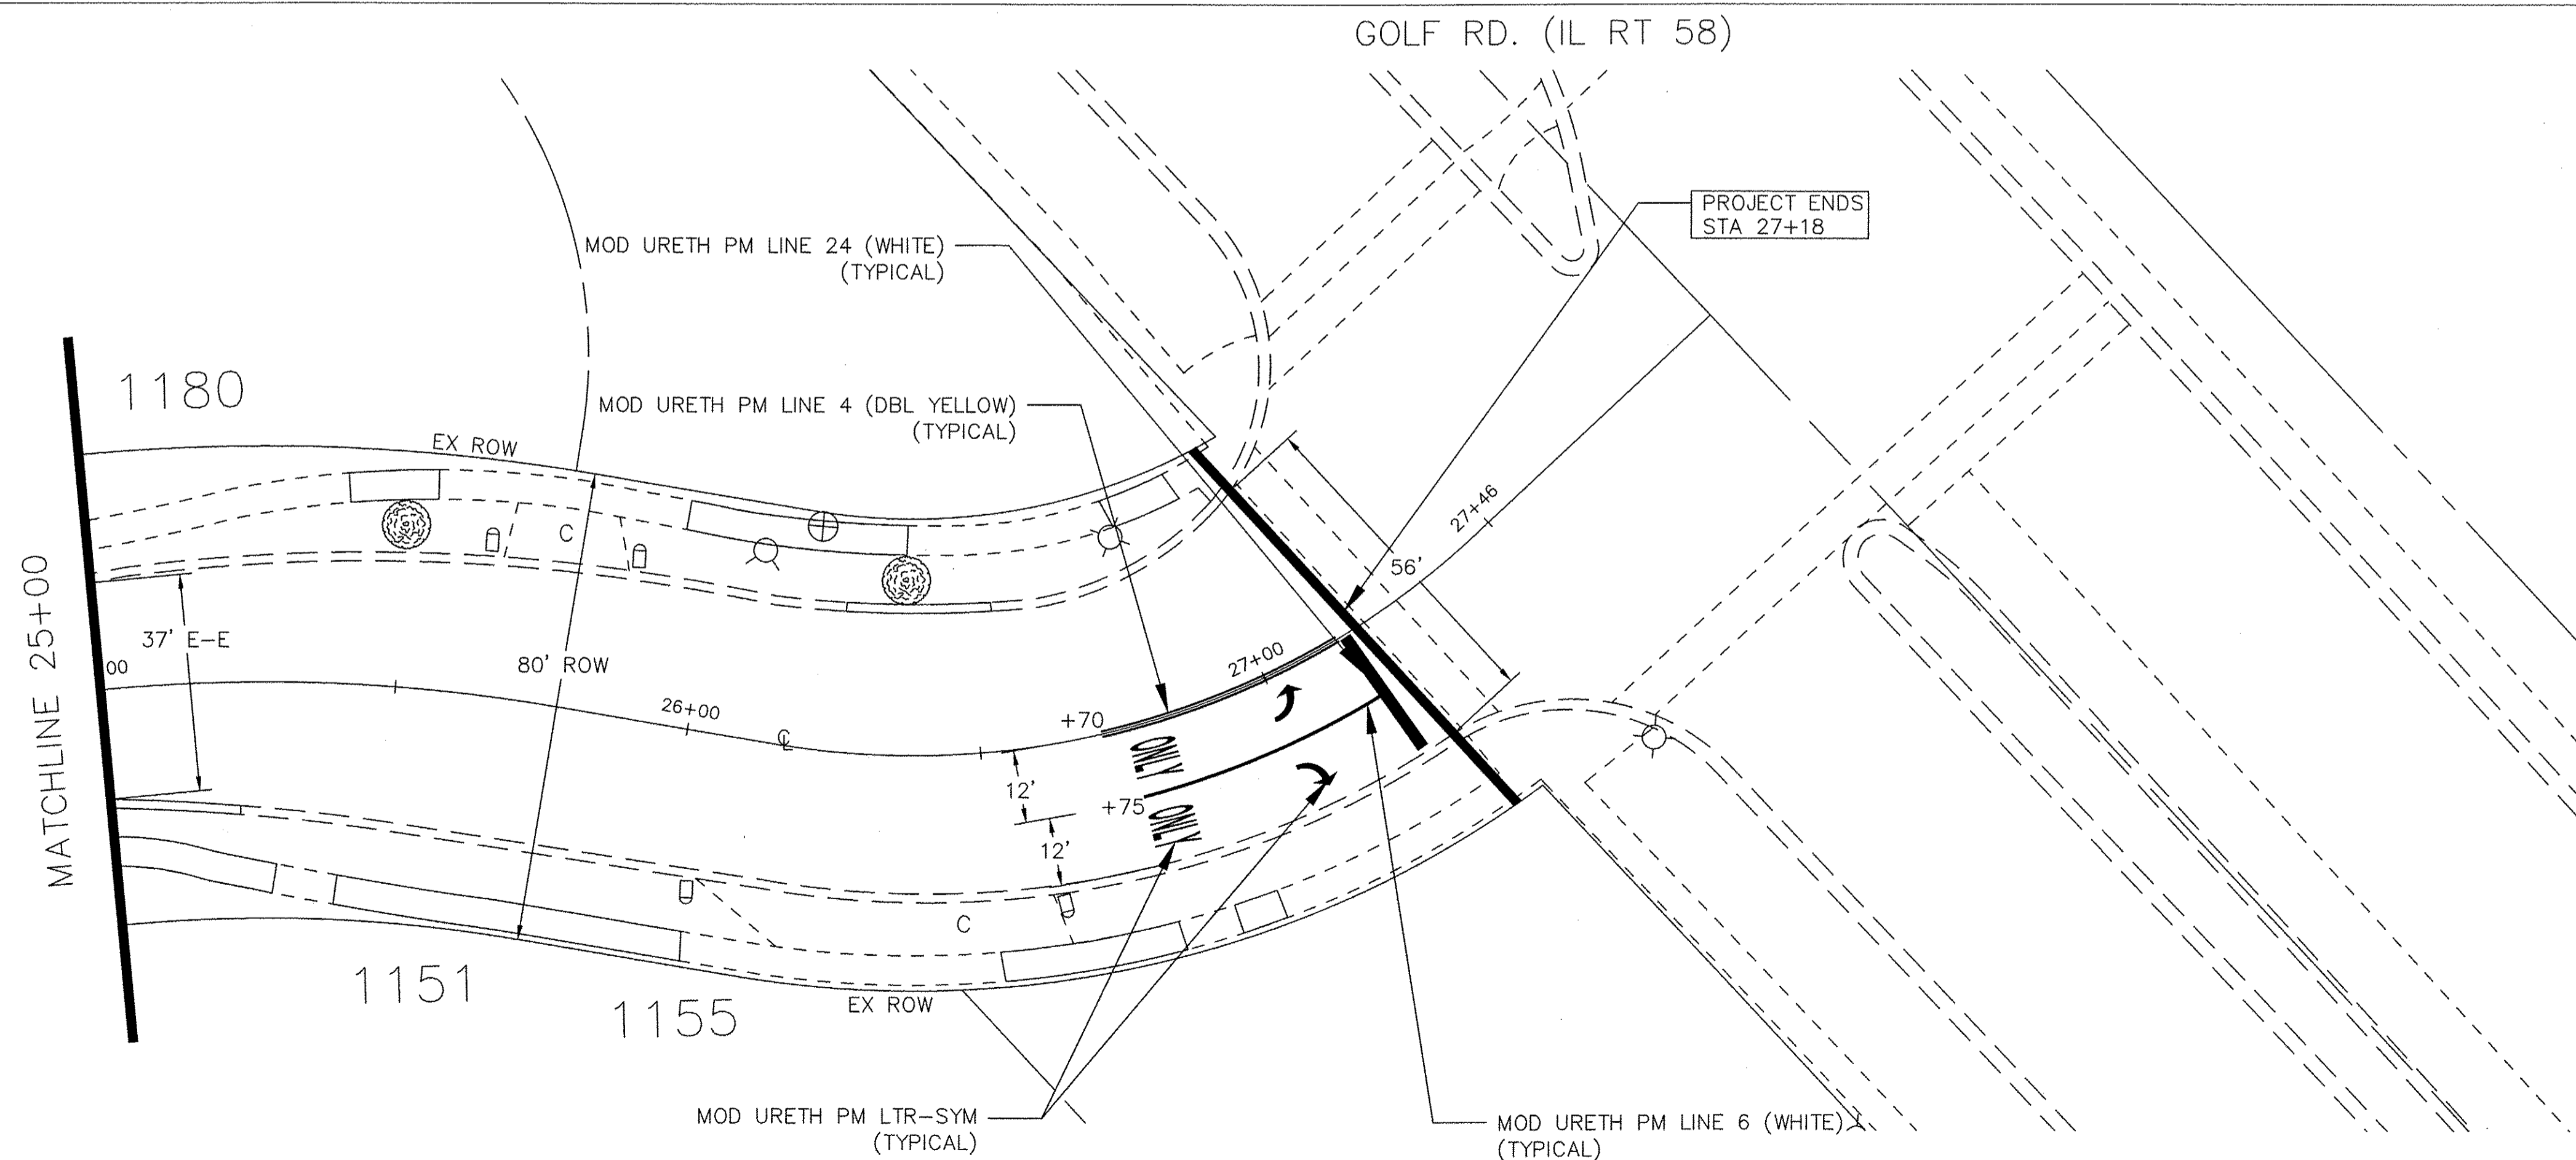 GOLF RD. (IL RT 58)
PROJECT ENDS
STA 27+18
MOD URETH PM LINE 24 (WHITE)
(TYPICAL)
1180
MOD URETH PM LINE 4 (DBL YELLOW)
(TYPICAL)
EX ROW
27+46
56'
C
MATCHLINE 25+00
37' E-E
00
80' ROW
27+00
26+00
+70
CL
ONLY
12'
+75
ONLY
12'
C
1151
1155
EX ROW
MOD URETH PM LTR-SYM
(TYPICAL)
MOD URETH PM LINE 6 (WHITE)
(TYPICAL)